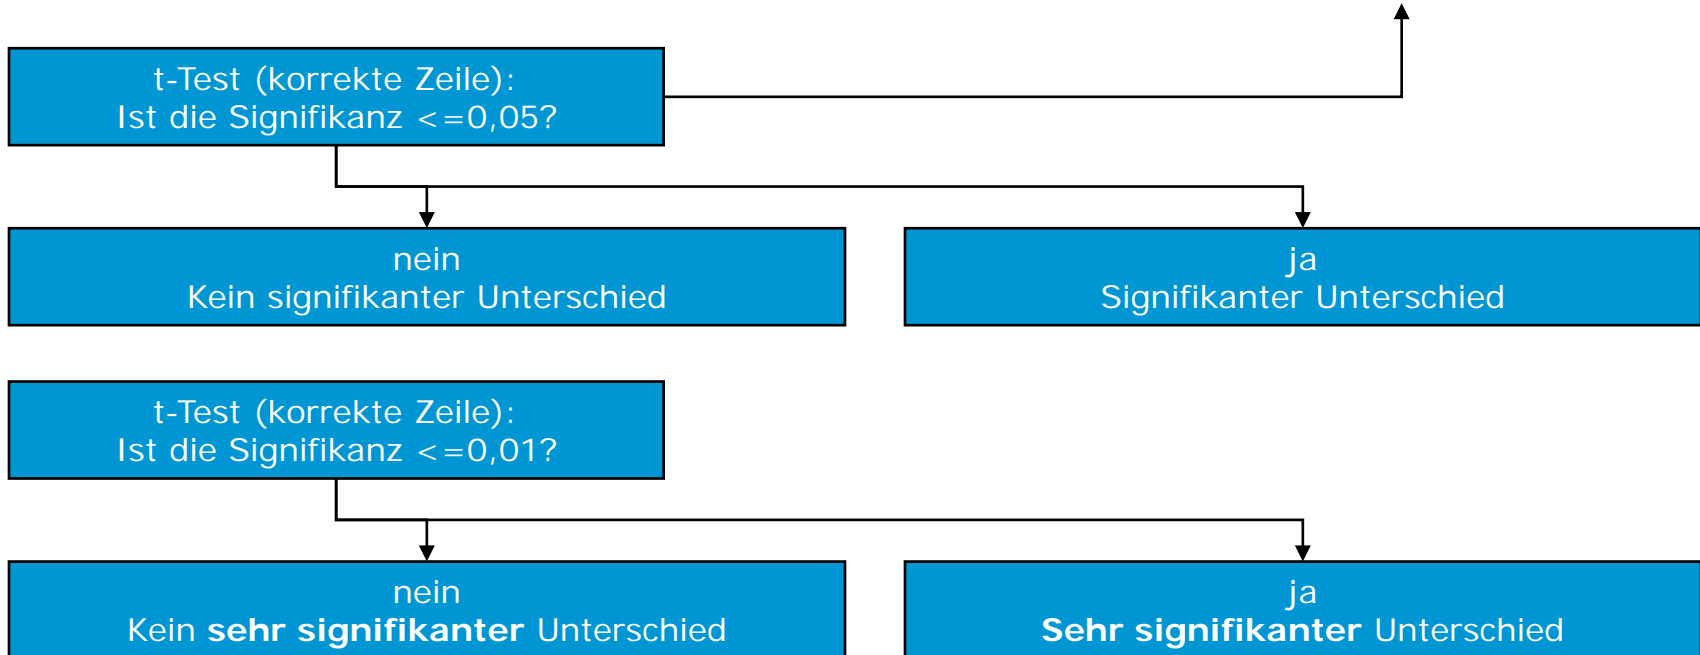 t-Test (korrekte Zeile):
Ist die Signifikanz <=0,05?
nein
Kein signifikanter Unterschied
ja
Signifikanter Unterschied
t-Test (korrekte Zeile):
Ist die Signifikanz <=0,01?
nein
Kein sehr signifikanter Unterschied
ja
Sehr signifikanter Unterschied